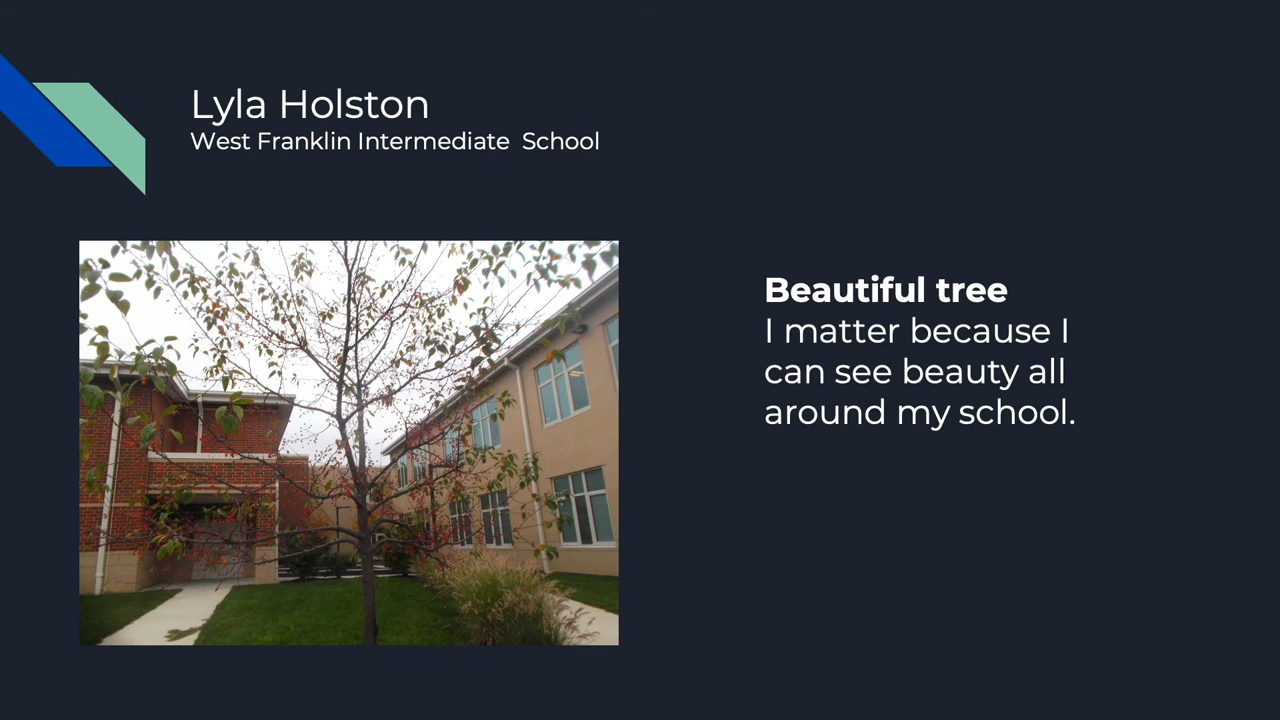 Lyla Holston
West Franklin Intermediate  School
Beautiful tree
I matter because I
can see beauty all
around my school.